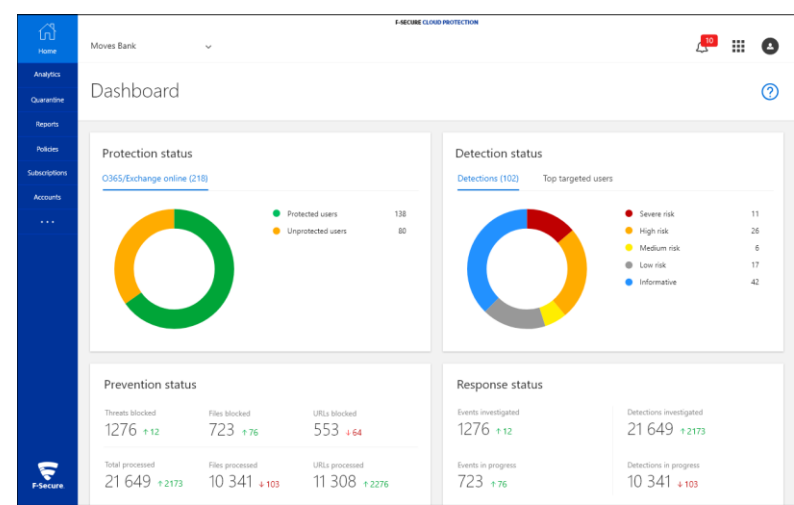 F-SECURE CLOUD PROTECTION
Home
Analytics
Quarantine
Reports
Policies
Subscriptions
Accounts
...
F-Secure.
Moves Bank
10
Dashboard
?
Protection status
O365/Exchange online (218)
Protected users 138
Unprotected users 80
Detection status
Detections (102) Top targeted users
Severe risk 11
High risk 26
Medium risk 6
Low risk 17
Informative 42
Prevention status
Threats blocked Files blocked URLs blocked
1276 ↑12 723 ↑76 553 ↓64
Total processed Files processed URLs processed
21 649 ↑2173 10 341 ↓103 11 308 ↑2276
Response status
Events investigated Detections investigated
1276 ↑12 21 649 ↑2173
Events in progress Detections in progress
723 ↑76 10 341 ↓103